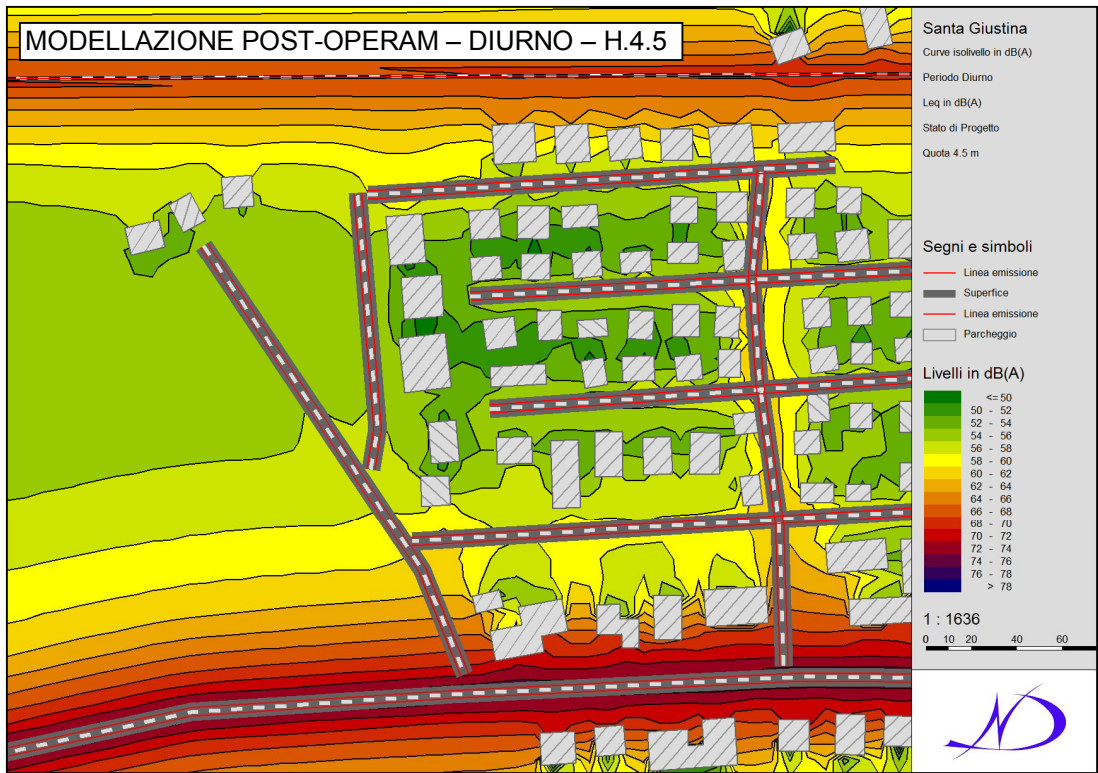 MODELLAZIONE POST-OPERAM – DIURNO – H.4.5
Santa Giustina
Curve isolivello in dB(A)
Periodo Diurno
Leq in dB(A)
Stato di Progetto
Quota 4.5 m
Segni e simboli
Linea emissione
Superfice
Linea emissione
Parcheggio
Livelli in dB(A)
<= 50
50 - 52
52 - 54
54 - 56
56 - 58
58 - 60
60 - 62
62 - 64
64 - 66
66 - 68
68 - 70
70 - 72
72 - 74
74 - 76
76 - 78
> 78
1 : 1636
0 10 20 40 60